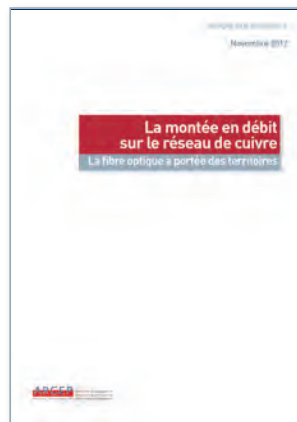 Novembre 2012
La montée en débit
sur le réseau de cuivre
La fibre optique à portée des territoires
ARCEP